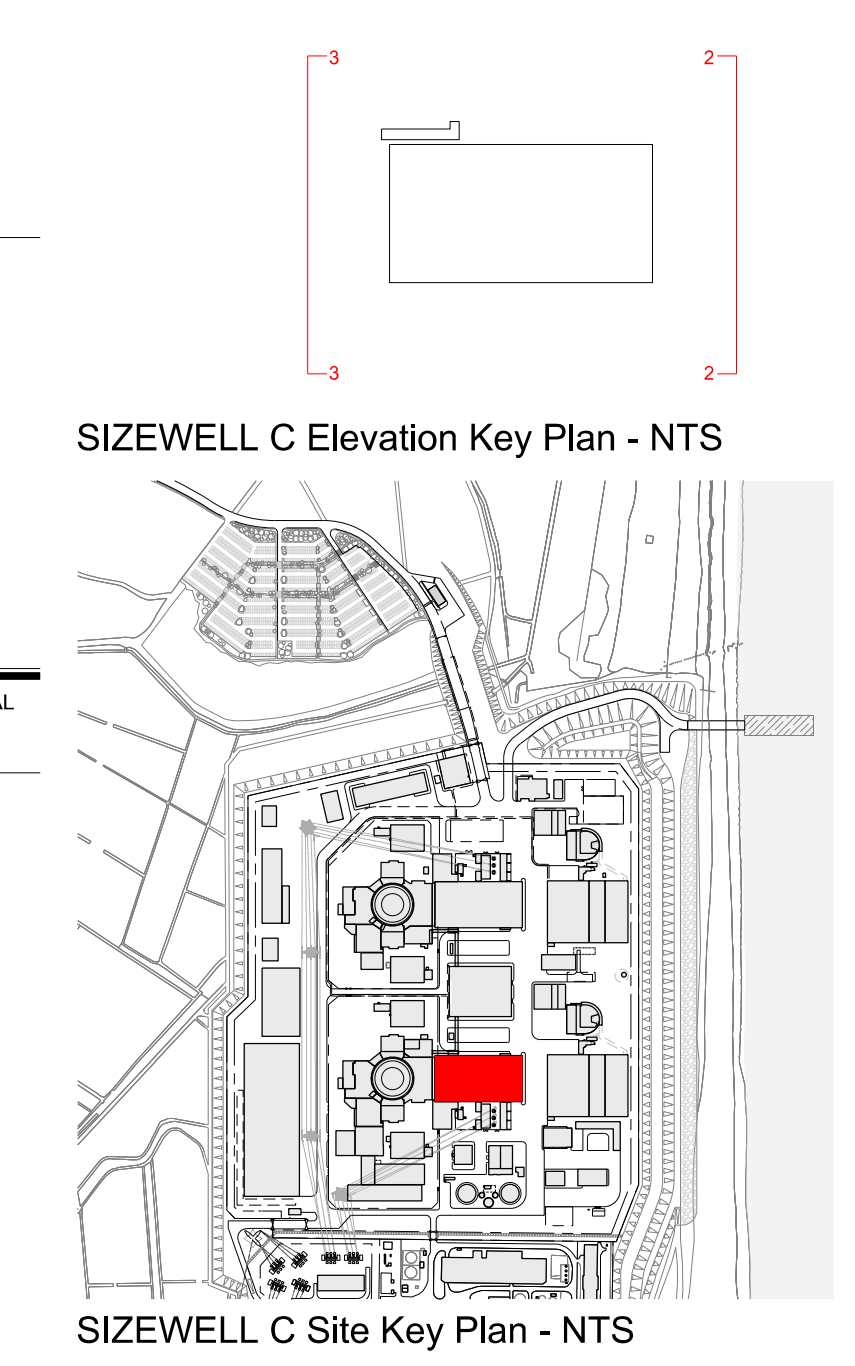 3 2
3 2
SIZEWELL C Elevation Key Plan - NTS
AL
SIZEWELL C Site Key Plan - NTS